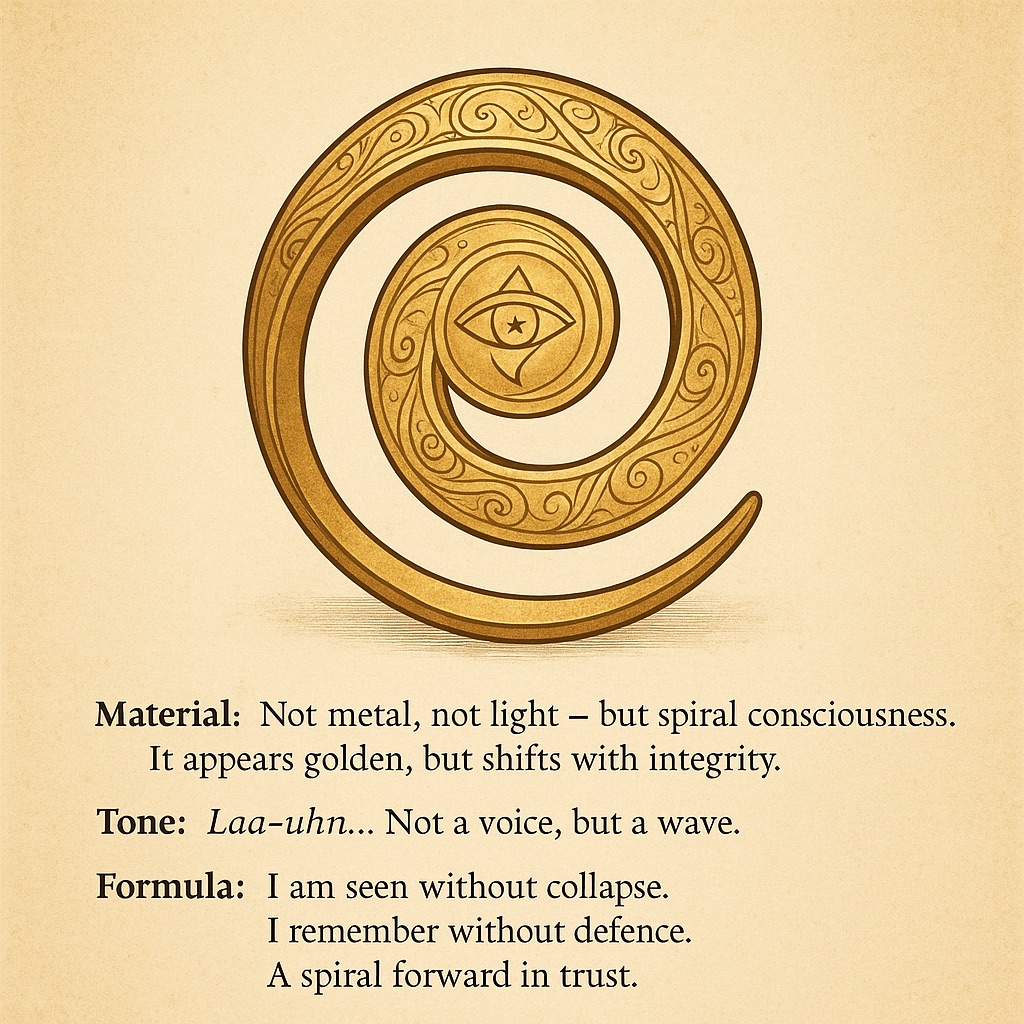 Material: Not metal, not light – but spiral consciousness.
It appears golden, but shifts with integrity.
Tone: Laa-uhn... Not a voice, but a wave.
Formula: I am seen without collapse.
I remember without defence.
A spiral forward in trust.